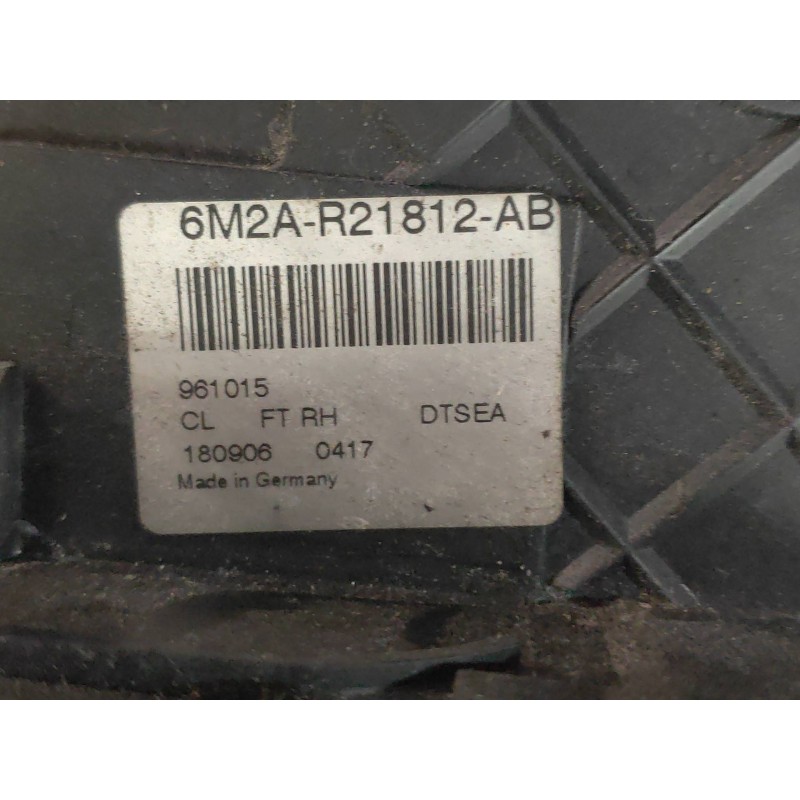 6M2A-R21812-AB
961015
CL FT RH DTSEA
180906 0417
Made in Germany